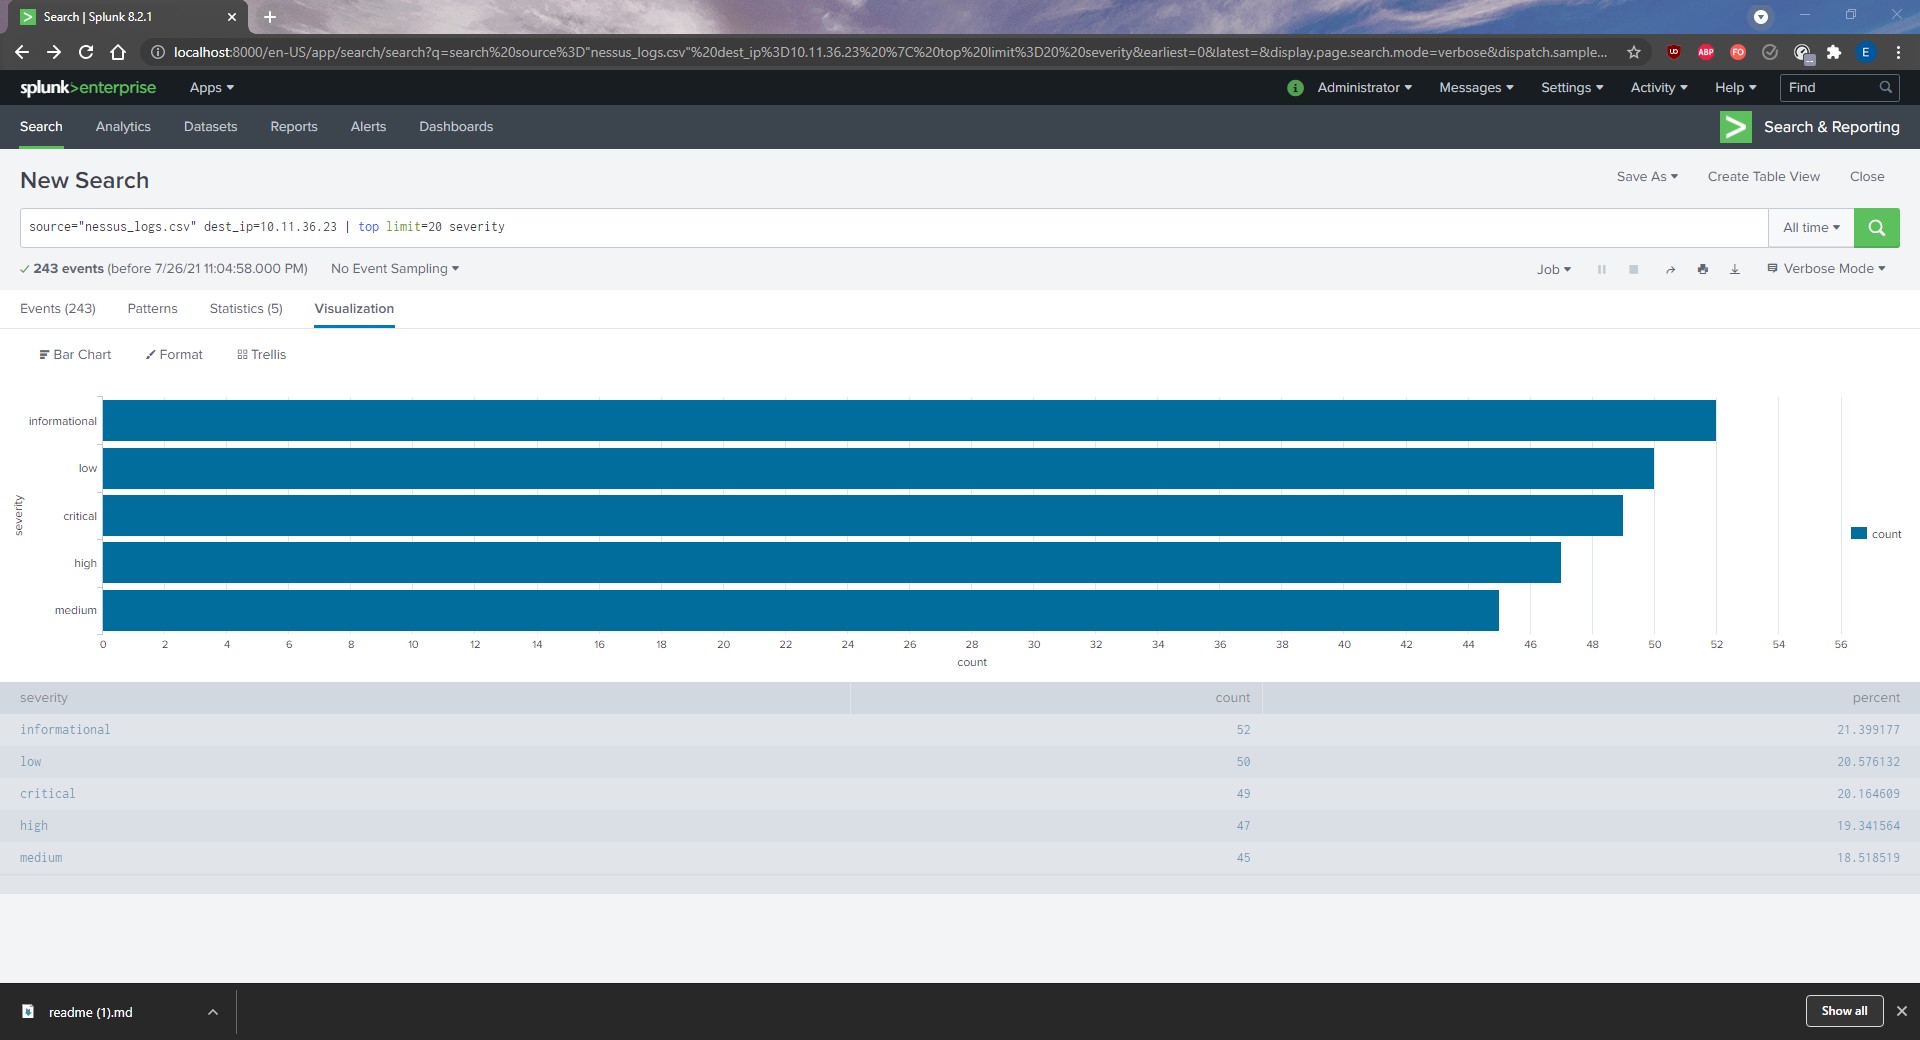 Search | Splunk 8.2.1
localhost:8000/en-US/app/search/search?q=search%20source%3D"nessus_logs.csv"%20dest_ip%3D10.11.36.23%20%7C%20top%20limit%3D20%20severity&earliest=0&latest=&display.page.search.mode=verbose&dispatch.sample...
UD ABP FO E
splunk>enterprise Apps i Administrator Messages Settings Activity Help Find
Search Analytics Datasets Reports Alerts Dashboards Search & Reporting
New Search Save As Create Table View Close
source="nessus_logs.csv" dest_ip=10.11.36.23 | top limit=20 severity All time
243 events (before 7/26/21 11:04:58.000 PM) No Event Sampling Job Verbose Mode
Events (243) Patterns Statistics (5) Visualization
Bar Chart Format Trellis
informational
low
critical
high
medium
severity
count
0 2 4 6 8 10 12 14 16 18 20 22 24 26 28 30 32 34 36 38 40 42 44 46 48 50 52 54 56
count
severity count percent
informational 52 21.399177
low 50 20.576132
critical 49 20.164609
high 47 19.341564
medium 45 18.518519
readme (1).md Show all